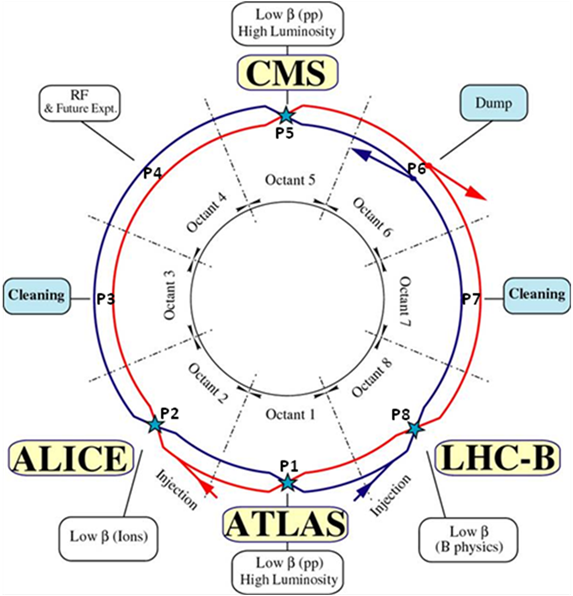 Low β (pp)
High Luminosity
CMS
P5
RF
& Future Expt.
Dump
P4
P6
Octant 5
Octant 4
Octant 6
Cleaning
P3
Octant 3
Octant 7
P7
Cleaning
Octant 2
Octant 8
P2
Octant 1
P8
ALICE
LHC-B
P1
Injection
Injection
ATLAS
Low β (Ions)
Low β (pp)
High Luminosity
Low β
(B physics)